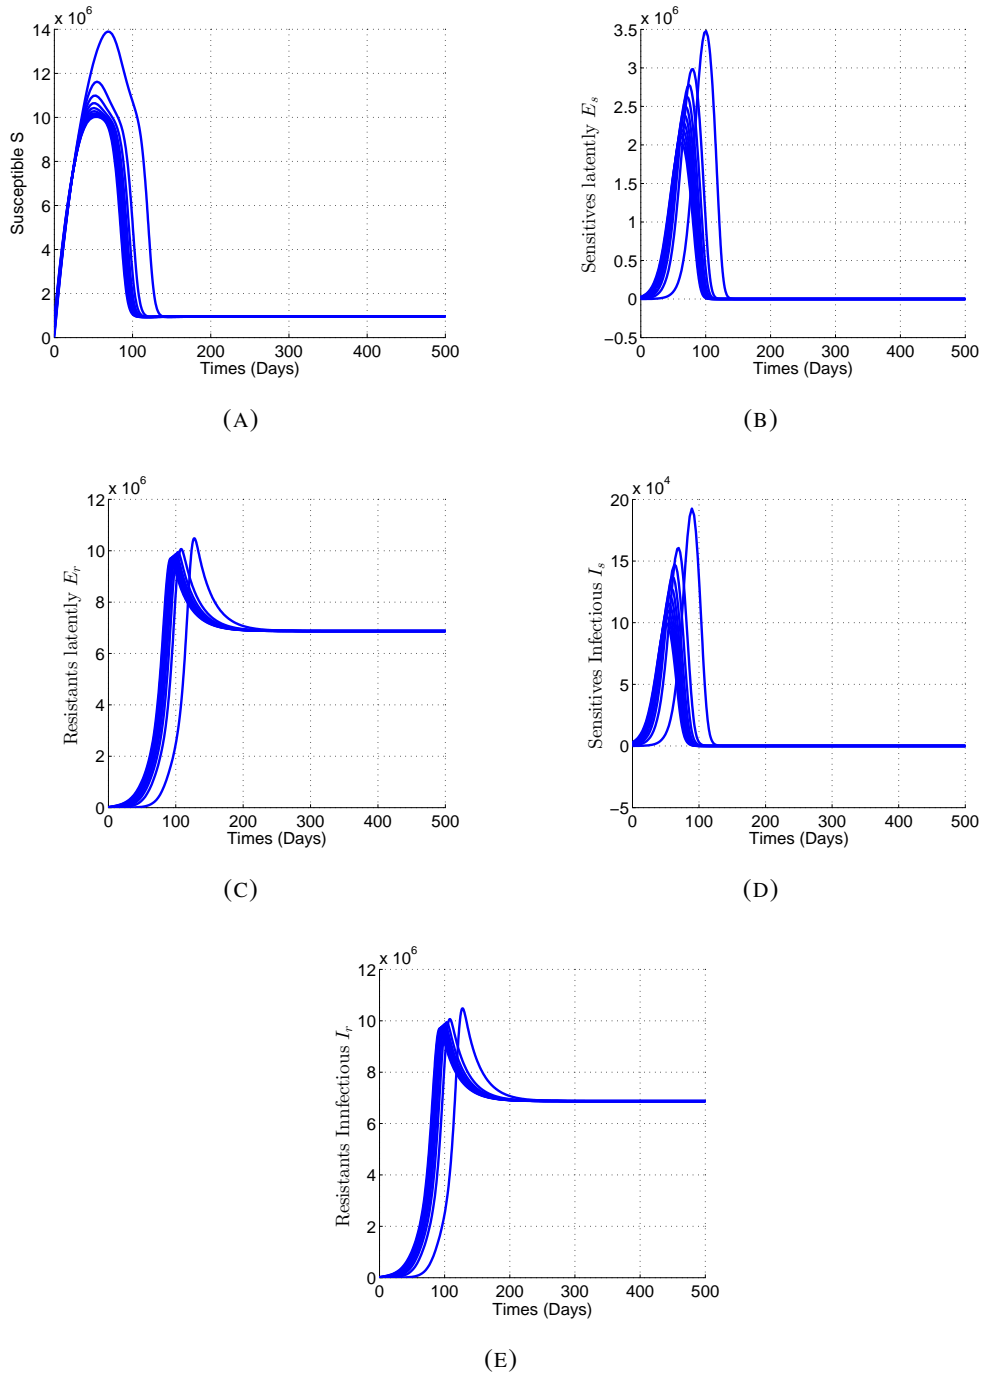 x 10^6
14
12
10
8
6
4
2
0
Susceptible S
0 100 200 300 400 500
Times (Days)
(A)
x 10^6
3.5
3
2.5
2
1.5
1
0.5
0
−0.5
Sensitives latently E_s
0 100 200 300 400 500
Times (Days)
(B)
x 10^6
12
10
8
6
4
2
0
Resistants latently E_r
0 100 200 300 400 500
Times (Days)
(C)
x 10^4
20
15
10
5
0
−5
Sensitives Infectious I_s
0 100 200 300 400 500
Times (Days)
(D)
x 10^6
12
10
8
6
4
2
0
Resistants Innfectious I_r
0 100 200 300 400 500
Times (Days)
(E)